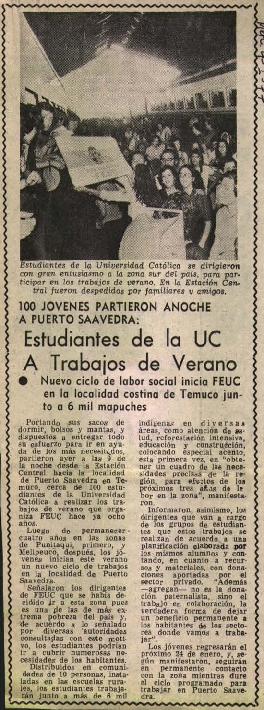 Estudiantes de la Universidad Católica se dirigieron
con gran entusiasmo a la zona sur del país, para par-
ticipar en los trabajos de verano. En la Estación Cen-
tral fueron despedidos por familiares y amigos.
100 JOVENES PARTIERON ANOCHE
A PUERTO SAAVEDRA:
Estudiantes de la UC
A Trabajos de Verano
● Nuevo ciclo de labor social inicia FEUC
en la localidad costina de Temuco jun-
to a 6 mil mapuches
Portando sus sacos de
dormir, bolsos y mantas, y
dispuestos a entregar todo
su esfuerzo para ir en ayu-
da de los más necesitados,
partieron ayer a las 9 de
la noche desde la Estación
Central hacia la localidad
de Puerto Saavedra en Te-
muco, cerca de 100 estu-
diantes de la Universidad
Católica a realizar los tra-
bajos de verano que orga-
niza FEUC hace ya ocho
años.
Luego de permanecer
cuatro años en las zonas
de Punitaqui, primero, y
Melipeuco, después, los jó-
venes inician este verano
un nuevo ciclo de trabajos
en la localidad de Puerto
Saavedra.
Señalaron los dirigentes
de FEUC que se había de-
cidido ir a esta zona pues
es una de las de más ex-
trema pobreza del país y,
de acuerdo a lo señalado
por diversas autoridades
consultadas con este moti-
vo, los estudiantes podrían
ir a cubrir numerosas ne-
cesidades de los habitantes.
Distribuidos en comuni-
dades de 10 personas, insta-
lados en las escuelas rura-
les, los estudiantes trabaja-
rán junto a más de 6 mil
indígenas en diversas
áreas, como atención de sa-
lud, reforestación intensiva,
educación y construcción,
colocando especial acento,
esta primera vez, en "obte-
ner un cuadro de las nece-
sidades precisas de la re-
gión, para efectos de los
próximos tres años de la-
bor en la zona", manifesta-
ron.
Informaron, asimismo, los
dirigentes que van a cargo
de los grupos de estudian-
tes que estos trabajos se
realizan de acuerdo a una
planificación elaborada por
los mismos alumnos y con-
tando, en cuanto a recur-
sos y materiales, con dona-
ciones aportadas por el
sector privado. "Además
—agregan— no es la dona-
ción paternalista, sino el
trabajo en colaboración, la
verdadera forma de dejar
un beneficio permanente a
los habitantes de los sec-
tores donde vamos a traba-
jar".
Los jóvenes regresarán el
próximo 24 de enero, y, se-
gún manifestaron, seguirán
en permanente contacto
con la zona mientras dure
el ciclo programado para
trabajar en Puerto Saave-
dra.